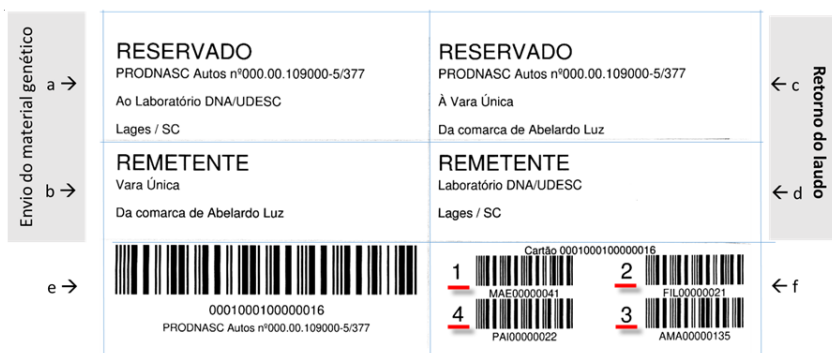 Envio do material genético
a →
b →
e →
RESERVADO
PRODNASC Autos nº000.00.109000-5/377
Ao Laboratório DNA/UDESC
Lages / SC
REMETENTE
Vara Única
Da comarca de Abelardo Luz
0001000100000016
PRODNASC Autos nº000.00.109000-5/377
RESERVADO
PRODNASC Autos nº000.00.109000-5/377
À Vara Única
Da comarca de Abelardo Luz
REMETENTE
Laboratório DNA/UDESC
Lages / SC
Cartão 0001000100000016
1
MAE00000041
2
FIL00000021
4
PAI00000022
3
AMA00000135
← c
← d
← f
Retorno do laudo